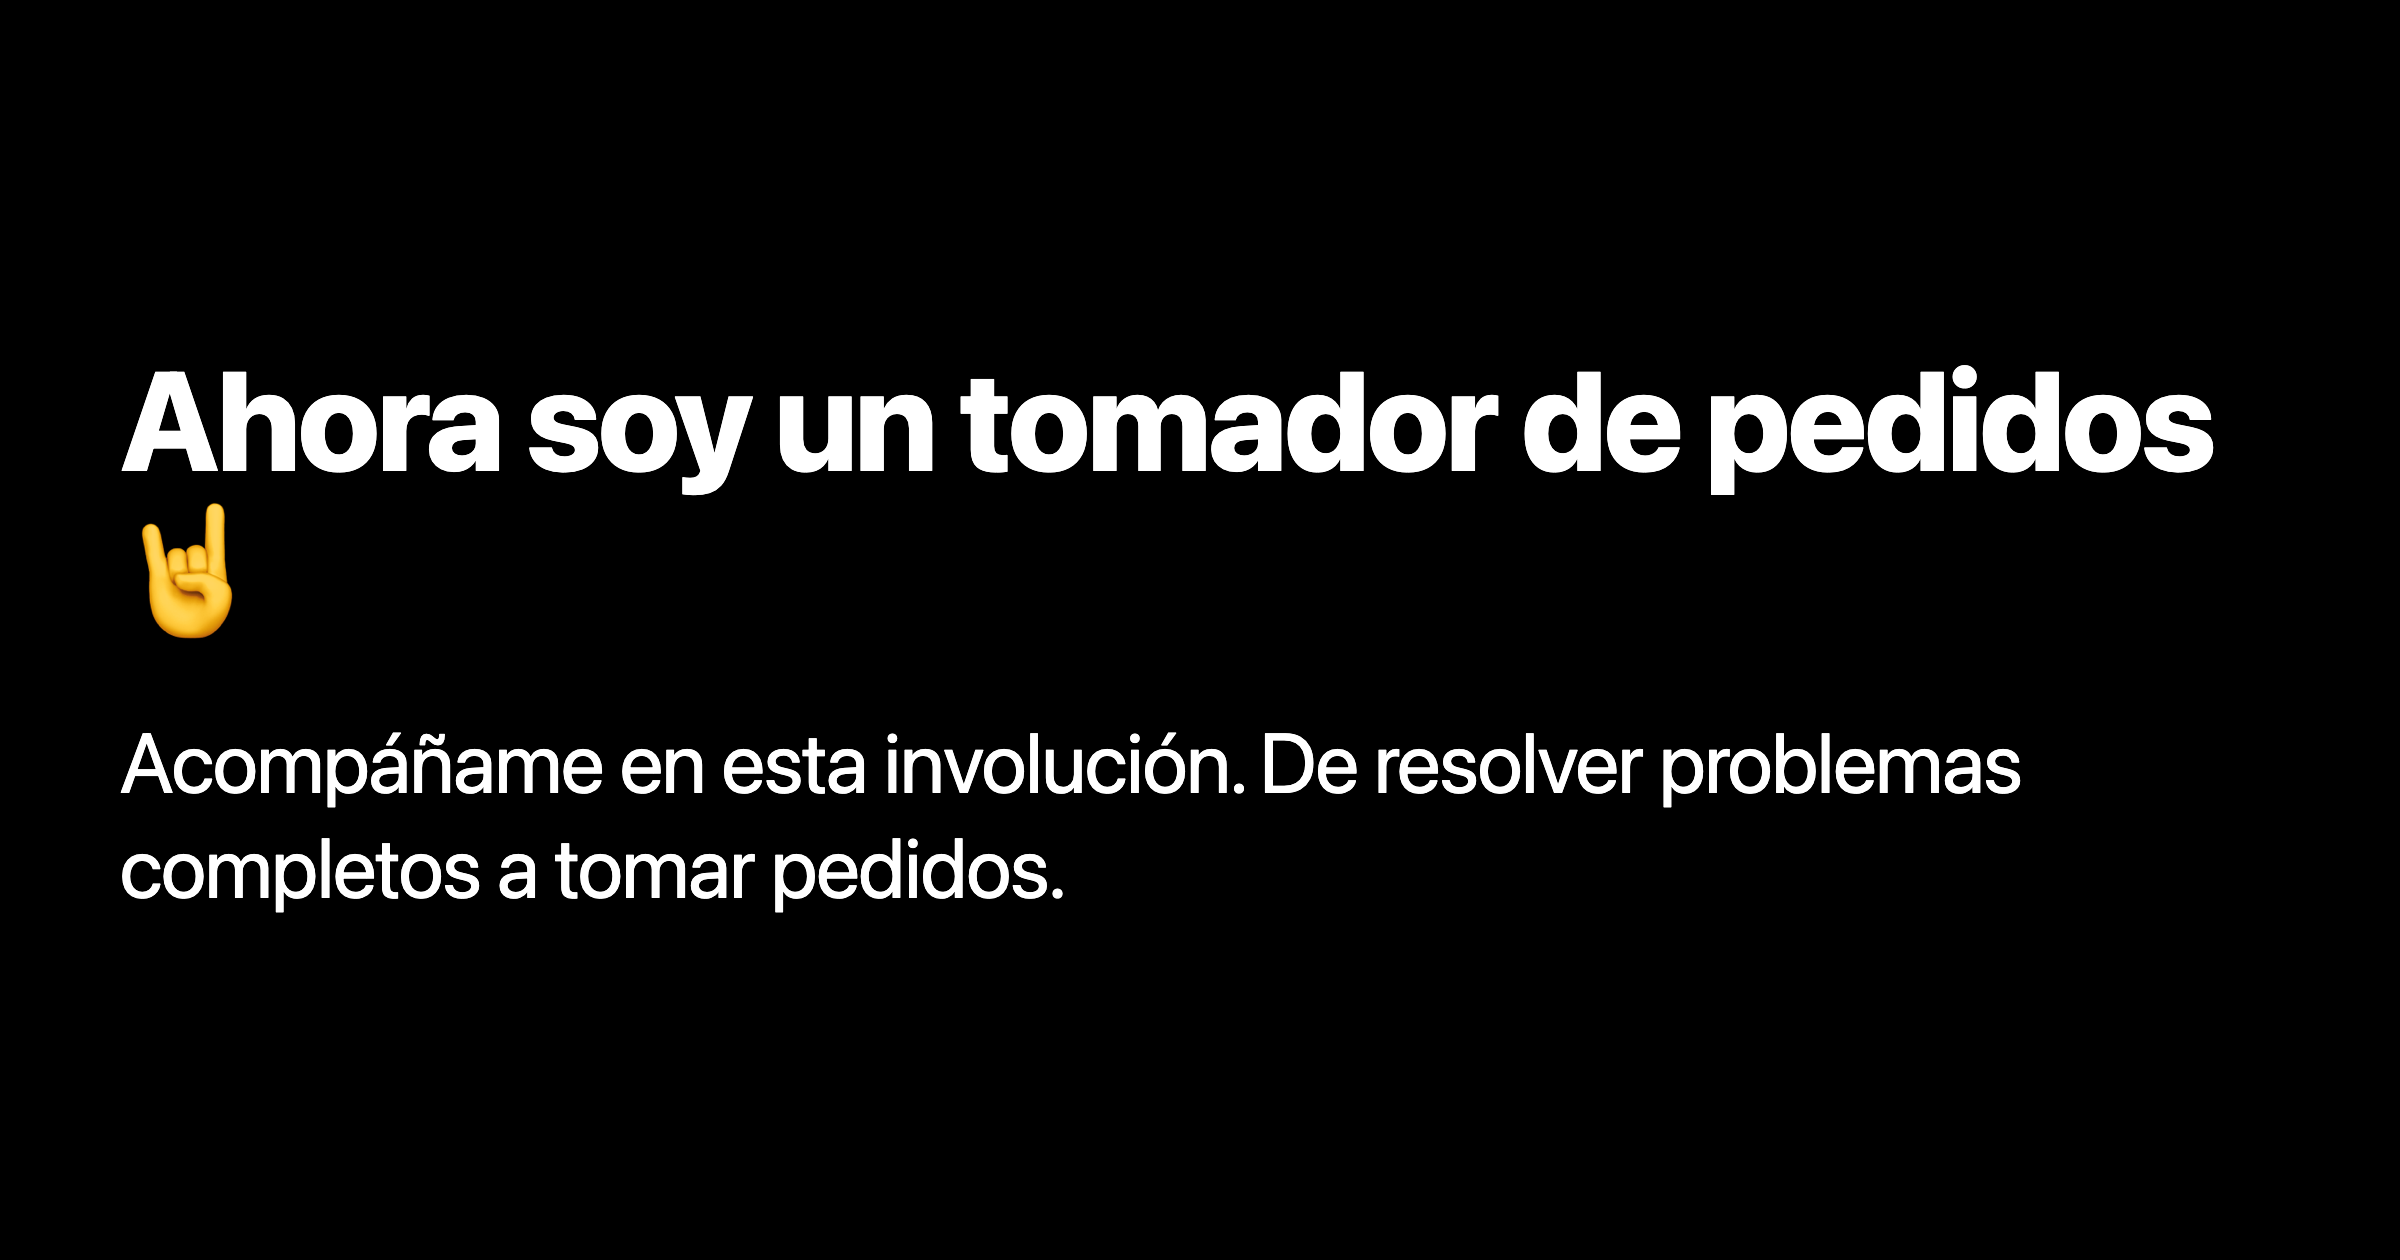 Ahora soy un tomador de pedidos
🤘
Acompáñame en esta involución. De resolver problemas
completos a tomar pedidos.